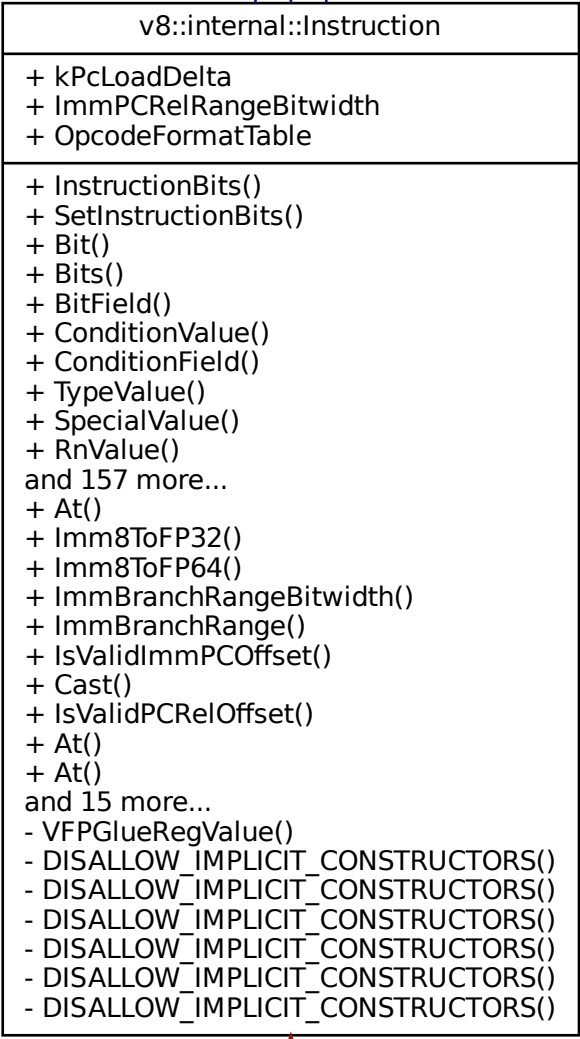 v8::internal::Instruction
+ kPcLoadDelta
+ ImmPCRelRangeBitwidth
+ OpcodeFormatTable
+ InstructionBits()
+ SetInstructionBits()
+ Bit()
+ Bits()
+ BitField()
+ ConditionValue()
+ ConditionField()
+ TypeValue()
+ SpecialValue()
+ RnValue()
and 157 more...
+ At()
+ Imm8ToFP32()
+ Imm8ToFP64()
+ ImmBranchRangeBitwidth()
+ ImmBranchRange()
+ IsValidImmPCOffset()
+ Cast()
+ IsValidPCRelOffset()
+ At()
+ At()
and 15 more...
- VFPGlueRegValue()
- DISALLOW_IMPLICIT_CONSTRUCTORS()
- DISALLOW_IMPLICIT_CONSTRUCTORS()
- DISALLOW_IMPLICIT_CONSTRUCTORS()
- DISALLOW_IMPLICIT_CONSTRUCTORS()
- DISALLOW_IMPLICIT_CONSTRUCTORS()
- DISALLOW_IMPLICIT_CONSTRUCTORS()